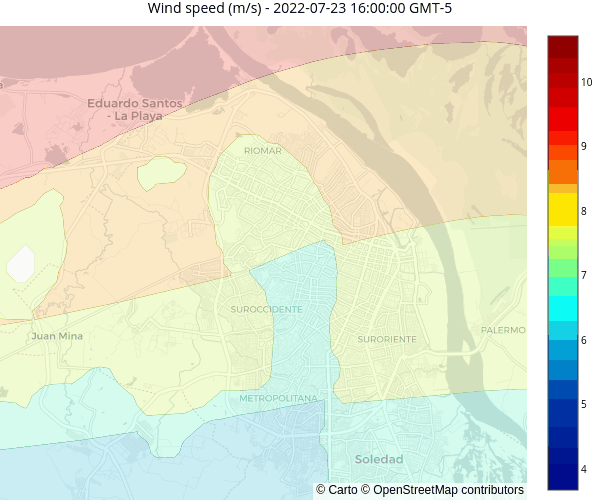 Wind speed (m/s) - 2022-07-23 16:00:00 GMT-5
Eduardo Santos
- La Playa
RIOMAR
SUROCCIDENTE
Juan Mina
SURORIENTE
PALERMO
METROPOLITANA
Soledad
10
9
8
7
6
5
4
© Carto © OpenStreetMap contributors